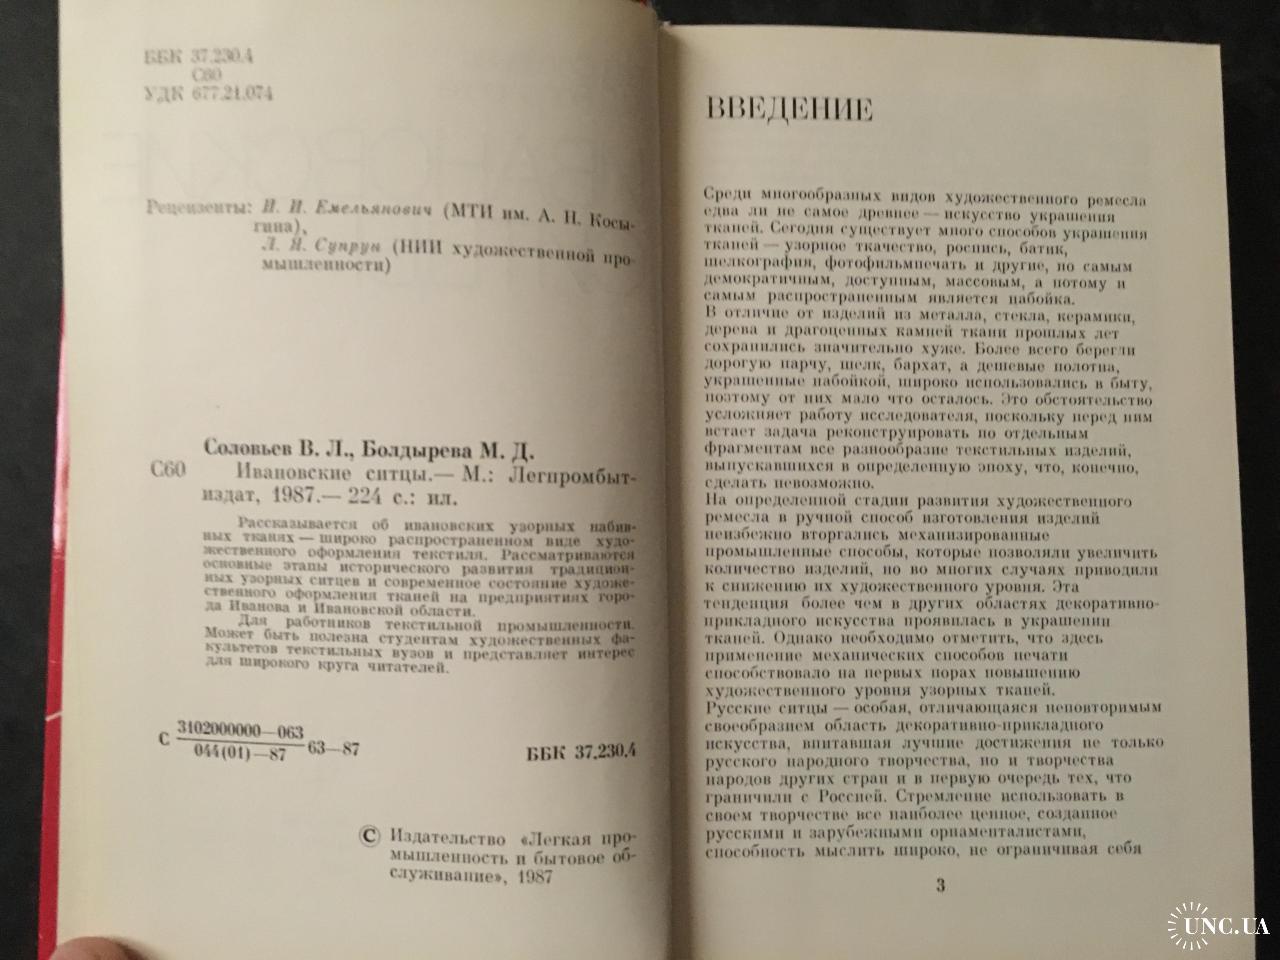 ББК 37.230.4
С60
УДК 677.21.074
Рецензенты: И. И. Емельянович (МТИ им. А. Н. Косы-
гина),
Л. Я. Супрун (НИИ художественной про-
мышленности)
Соловьев В. Л., Болдырева М. Д.
С60 Ивановские ситцы.— М.: Легпромбыт-
издат, 1987.— 224 с.: ил.
Рассказывается об ивановских узорных набив-
ных тканях — широко распространенном виде худо-
жественного оформления текстиля. Рассматриваются
основные этапы исторического развития традицион-
ных узорных ситцев и современное состояние художе-
ственного оформления тканей на предприятиях горо-
да Иванова и Ивановской области.
Для работников текстильной промышленности.
Может быть полезна студентам художественных фа-
культетов текстильных вузов и представляет интерес
для широкого круга читателей.
С 3102000000—063
044(01)—87 63—87
ББК 37.230.4
© Издательство «Легкая про-
мышленность и бытовое об-
служивание», 1987
ВВЕДЕНИЕ
Среди многообразных видов художественного ремесла
едва ли не самое древнее — искусство украшения
тканей. Сегодня существует много способов украшения
тканей — узорное ткачество, роспись, батик,
шелкография, фотофильмпечать и другие, но самым
демократичным, доступным, массовым, а потому и
самым распространенным является набойка.
В отличие от изделий из металла, стекла, керамики,
дерева и драгоценных камней ткани прошлых лет
сохранились значительно хуже. Более всего берегли
дорогую парчу, шелк, бархат, а дешевые полотна,
украшенные набойкой, широко использовались в быту,
поэтому от них мало что осталось. Это обстоятельство
усложняет работу исследователя, поскольку перед ним
встает задача реконструировать по отдельным
фрагментам все разнообразие текстильных изделий,
выпускавшихся в определенную эпоху, что, конечно,
сделать невозможно.
На определенной стадии развития художественного
ремесла в ручной способ изготовления изделий
неизбежно вторгались механизированные
промышленные способы, которые позволяли увеличить
количество изделий, но во многих случаях приводили
к снижению их художественного уровня. Эта
тенденция более чем в других областях декоративно-
прикладного искусства проявилась в украшении
тканей. Однако необходимо отметить, что здесь
применение механических способов печати
способствовало на первых порах повышению
художественного уровня узорных тканей.
Русские ситцы — особая, отличающаяся неповторимым
своеобразием область декоративно-прикладного
искусства, впитавшая лучшие достижения не только
русского народного творчества, но и творчества
народов других стран и в первую очередь тех, что
граничили с Россией. Стремление использовать в
своем творчестве все наиболее ценное, созданное
русскими и зарубежными орнаменталистами,
способность мыслить широко, не ограничивая себя
3
UNC.UA